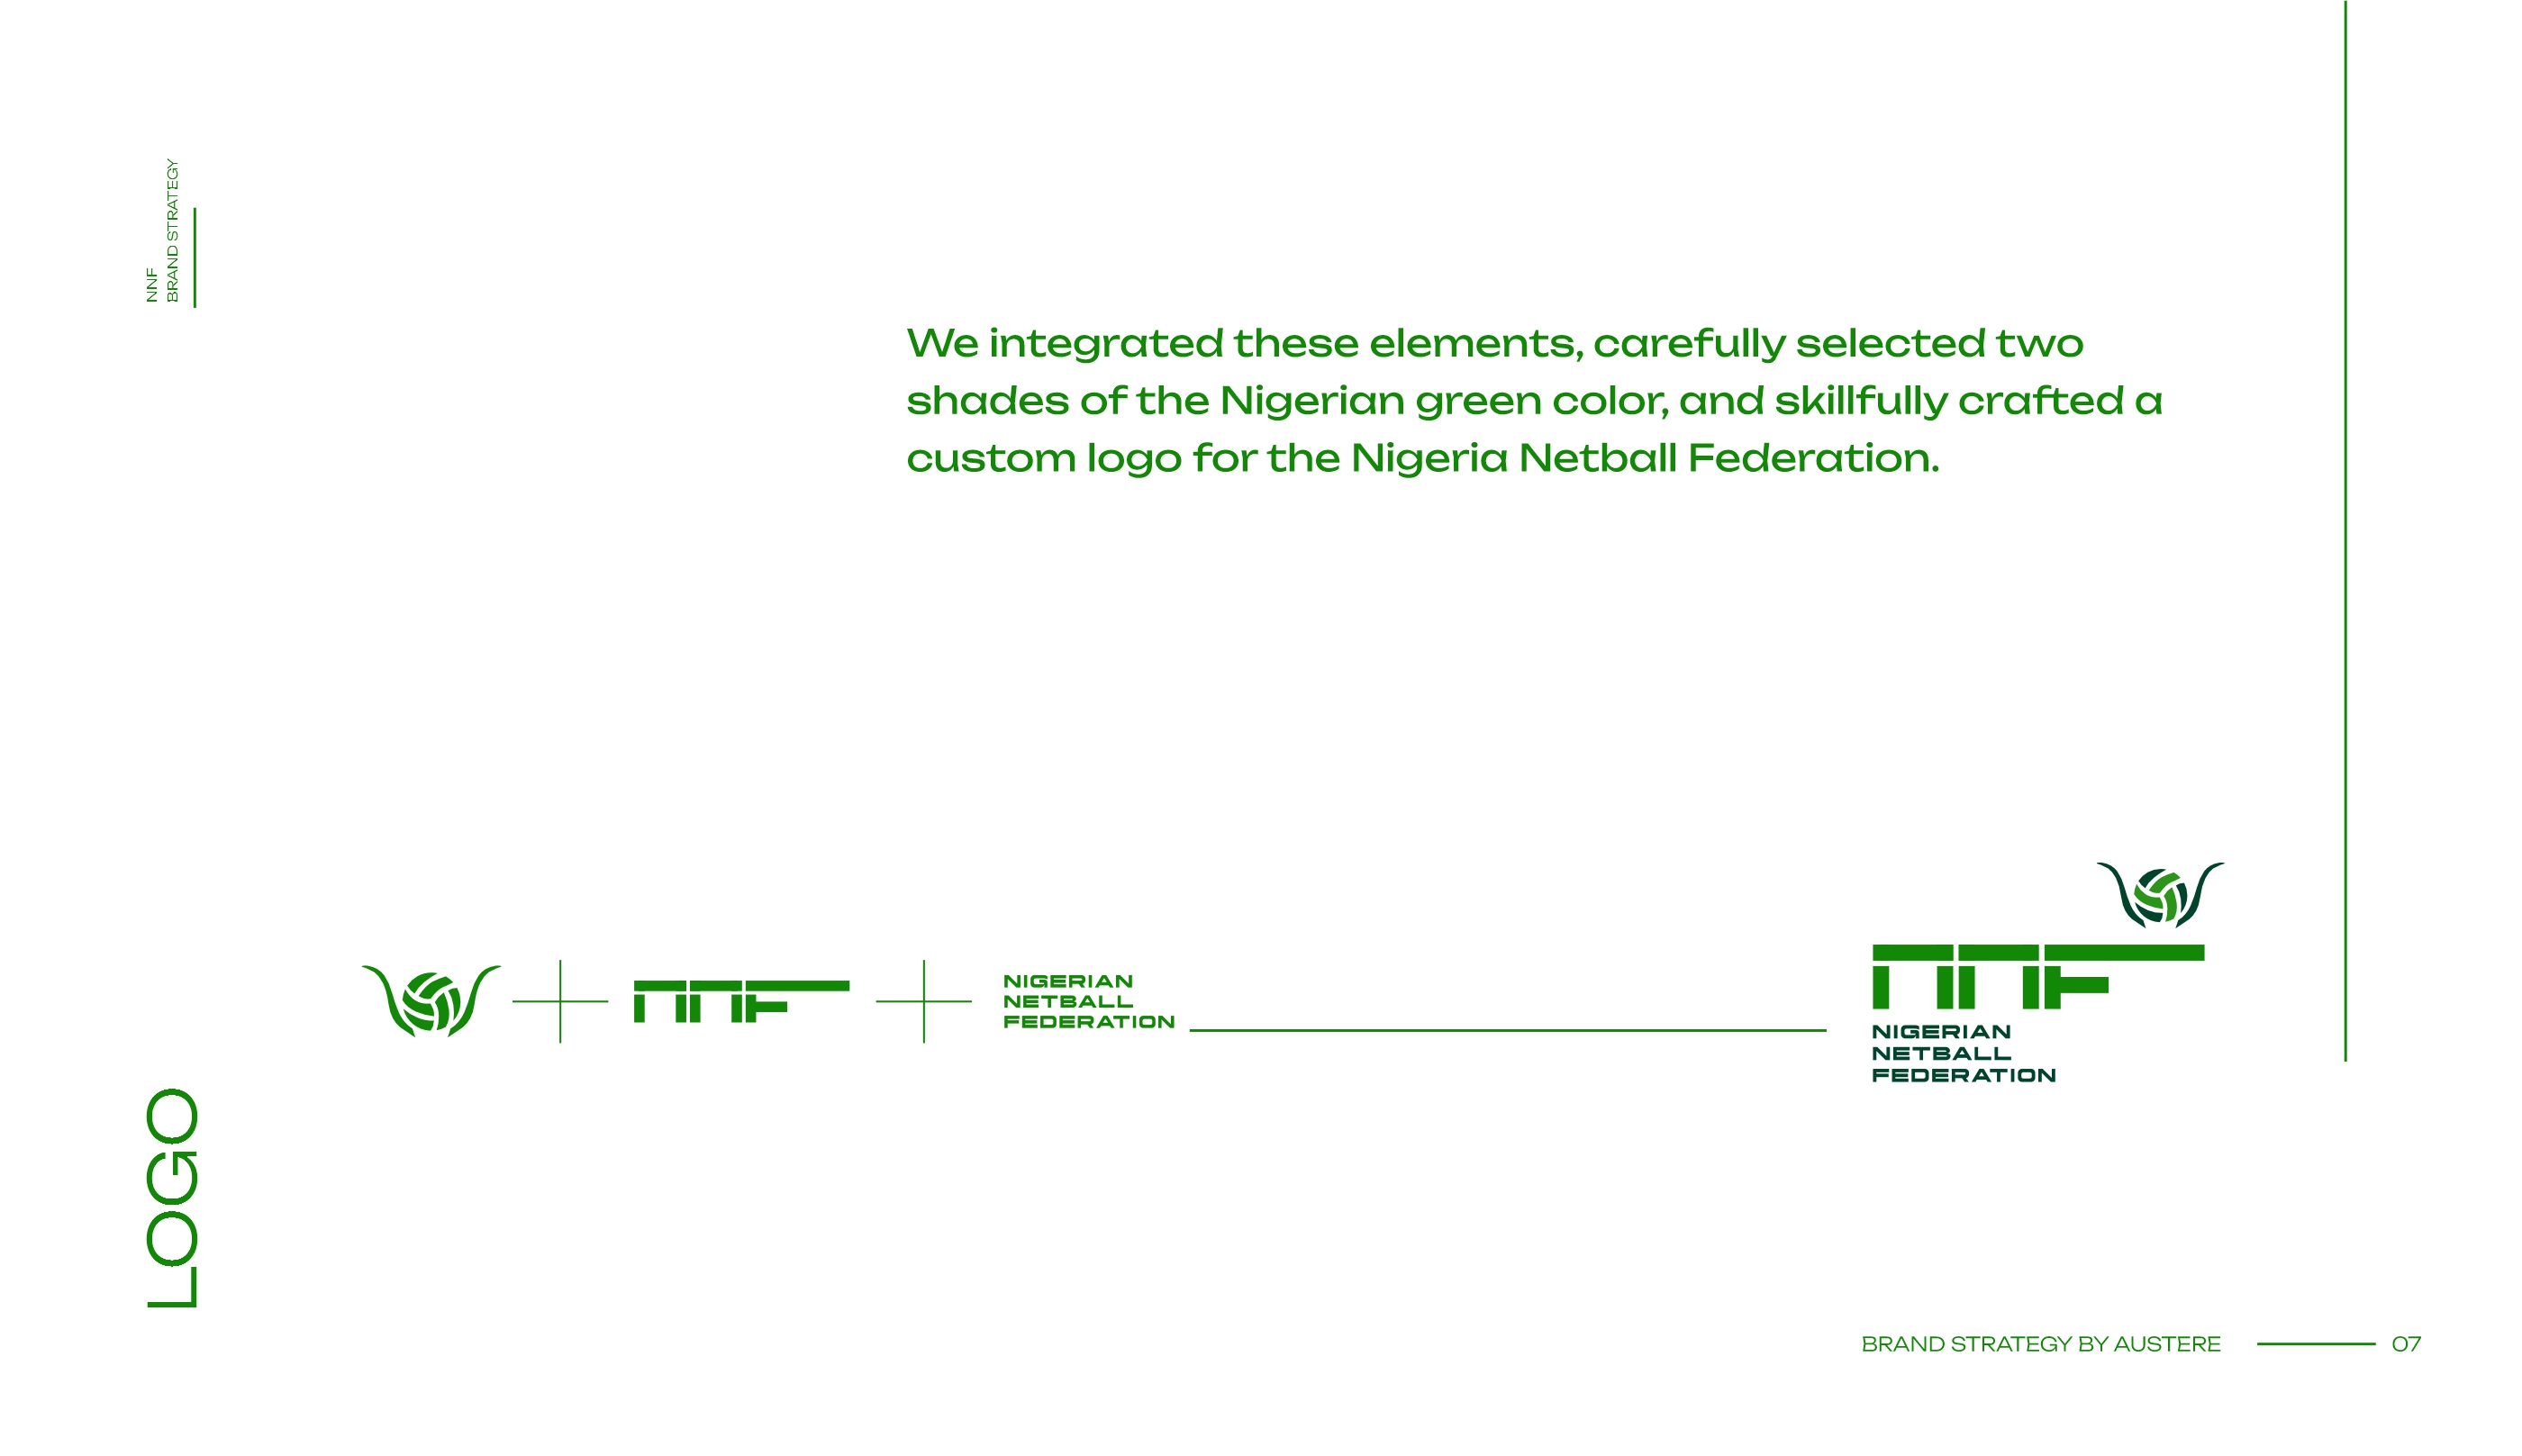 NNF
BRAND STRATEGY
We integrated these elements, carefully selected two
shades of the Nigerian green color, and skillfully crafted a
custom logo for the Nigeria Netball Federation.
nnF
NIGERIAN
NETBALL
FEDERATION
nnF
NIGERIAN
NETBALL
FEDERATION
LOGO
BRAND STRATEGY BY AUSTERE
07